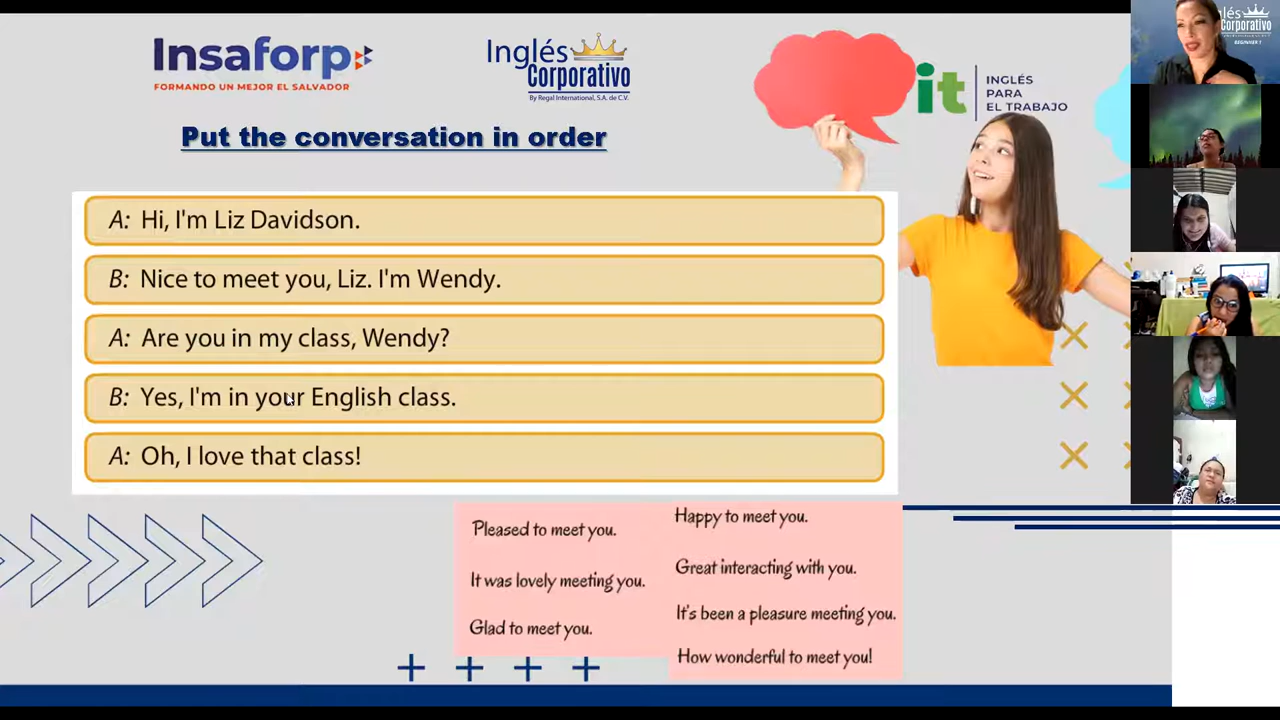 Insaforp
FORMANDO UN MEJOR EL SALVADOR
Inglés
Corporativo
By Regal International, S.A. de C.V.
it
INGLÉS
PARA
EL TRABAJO
Put the conversation in order
A: Hi, I'm Liz Davidson.
B: Nice to meet you, Liz. I'm Wendy.
A: Are you in my class, Wendy?
B: Yes, I'm in your English class.
A: Oh, I love that class!
Pleased to meet you.
It was lovely meeting you.
Glad to meet you.
Happy to meet you.
Great interacting with you.
It's been a pleasure meeting you.
How wonderful to meet you!
glés
Corporativo
BEGINNER 1